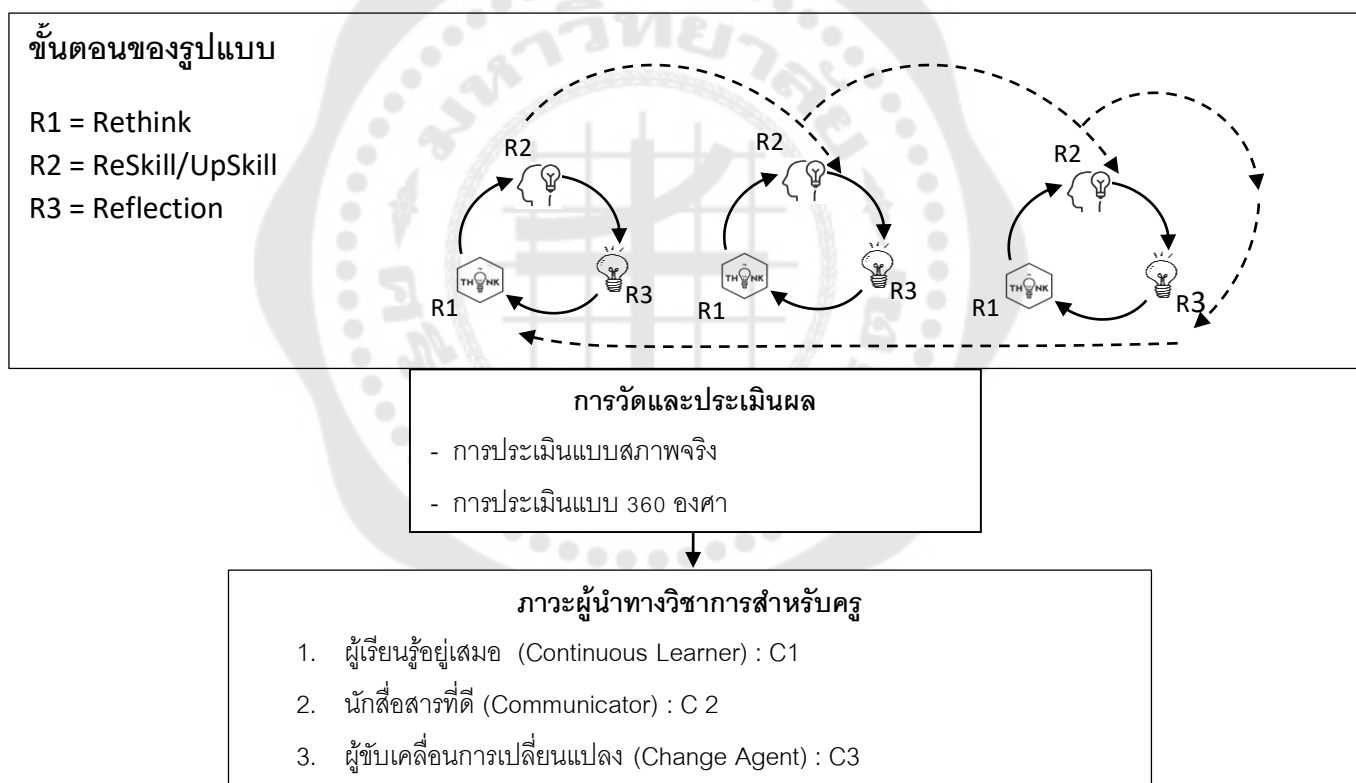 ขั้นตอนของรูปแบบ
R1 = Rethink
R2 = ReSkill/UpSkill
R3 = Reflection
R2
R2
R2
TH NK
TH NK
TH NK
R1
R3
R1
R3
R1
R3
การวัดและประเมินผล
- การประเมินแบบสภาพจริง
- การประเมินแบบ 360 องศา
ภาวะผู้นำทางวิชาการสำหรับครู
1. ผู้เรียนรู้อยู่เสมอ (Continuous Learner) : C1
2. นักสื่อสารที่ดี (Communicator) : C 2
3. ผู้ขับเคลื่อนการเปลี่ยนแปลง (Change Agent) : C3